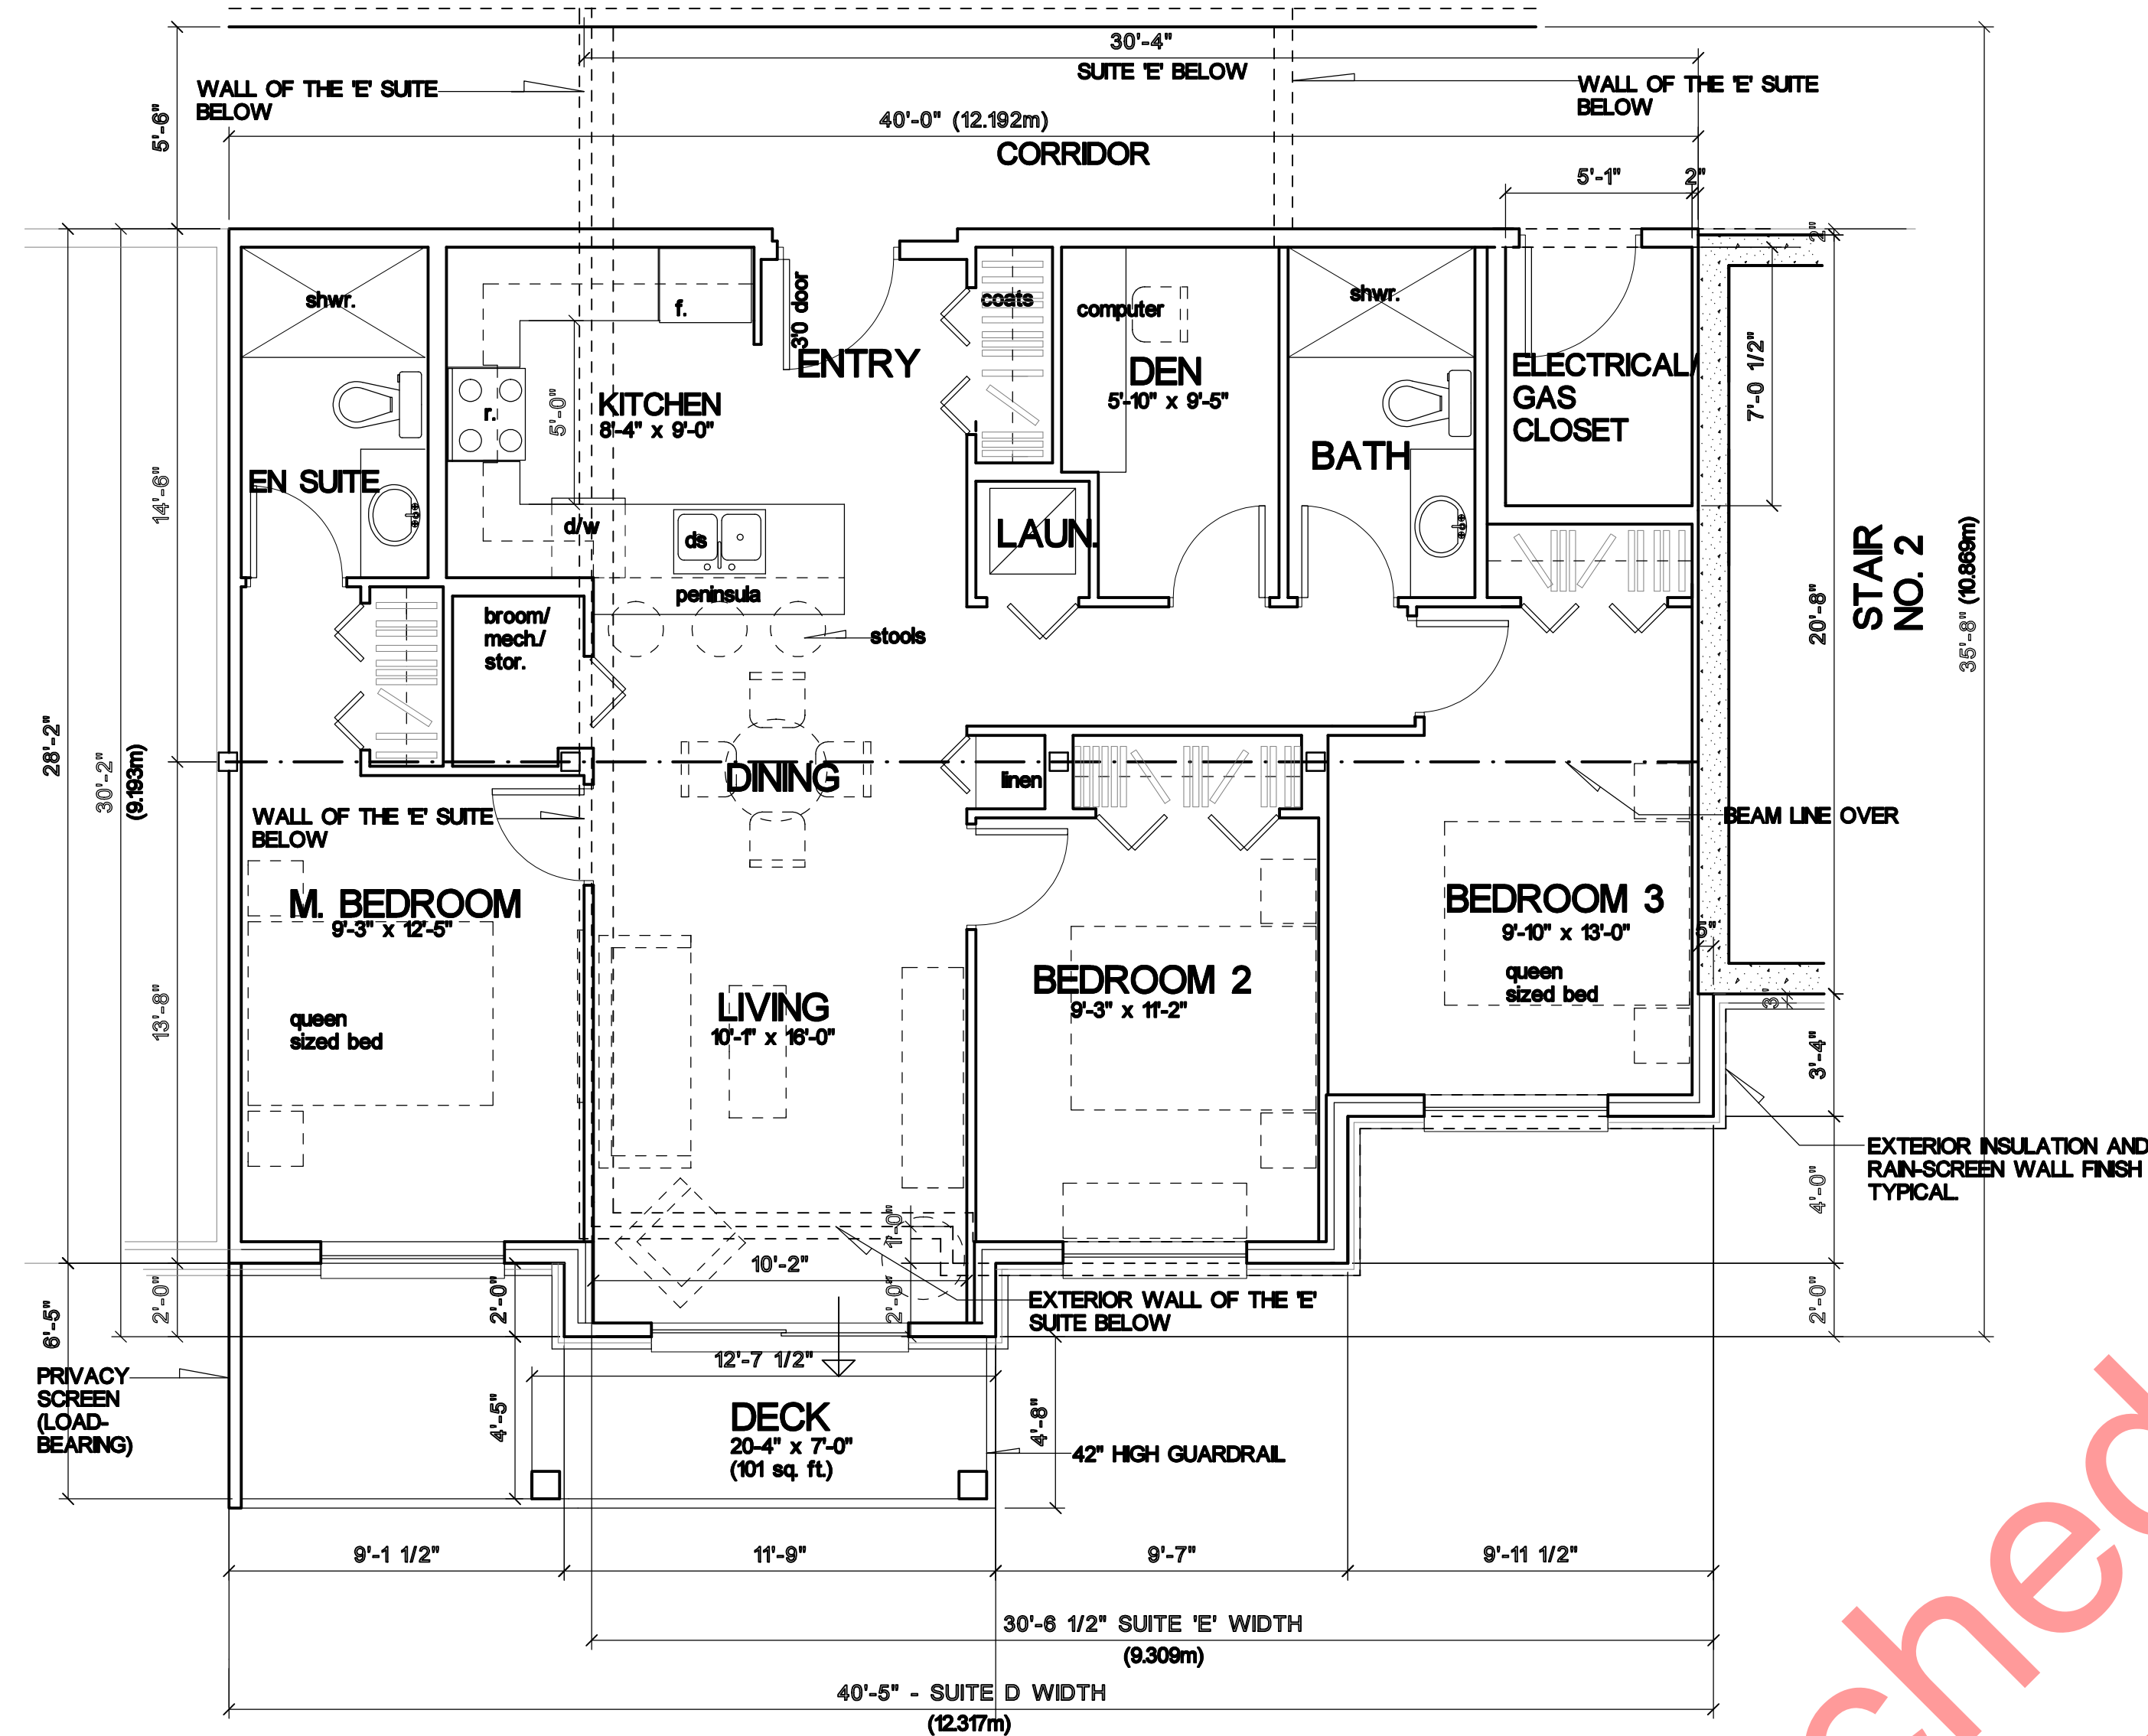 30'-4"
SUITE 'E' BELOW
WALL OF THE 'E' SUITE
BELOW
WALL OF THE 'E' SUITE
BELOW
5'-6"
40'-0" (12.192m)
CORRIDOR
5'-1"
2"
2"
shwr.
f.
3'0 door
coats
computer
shwr.
ENTRY
DEN
5'-10" x 9'-5"
ELECTRICAL/
GAS
CLOSET
7'-0 1/2"
r.
5'-0"
KITCHEN
8'-4" x 9'-0"
BATH
EN SUITE
14'-6"
d/w
ds
LAUN.
STAIR
NO. 2
35'-8" (10.869m)
20'-8"
peninsula
broom/
mech./
stor.
stools
28'-2"
30'-2"
(9.193m)
DINING
linen
WALL OF THE 'E' SUITE
BELOW
BEAM LINE OVER
M. BEDROOM
9'-3" x 12'-5"
BEDROOM 3
9'-10" x 13'-0"
5"
queen
sized bed
BEDROOM 2
9'-3" x 11'-2"
LIVING
10'-1" x 16'-0"
queen
sized bed
13'-8"
3"
3'-4"
EXTERIOR INSULATION AND
RAIN-SCREEN WALL FINISH
TYPICAL.
4'-0"
1'-0"
10'-2"
2'-0"
2'-0"
2'-0"
2'-0"
EXTERIOR WALL OF THE 'E'
SUITE BELOW
6'-5"
12'-7 1/2"
PRIVACY
SCREEN
(LOAD-
BEARING)
4'-5"
DECK
20-4" x 7'-0"
(101 sq. ft.)
4'-8"
42" HIGH GUARDRAIL
9'-1 1/2"
11'-9"
9'-7"
9'-11 1/2"
30'-6 1/2" SUITE 'E' WIDTH
(9.309m)
40'-5" - SUITE D WIDTH
(12.317m)
ched